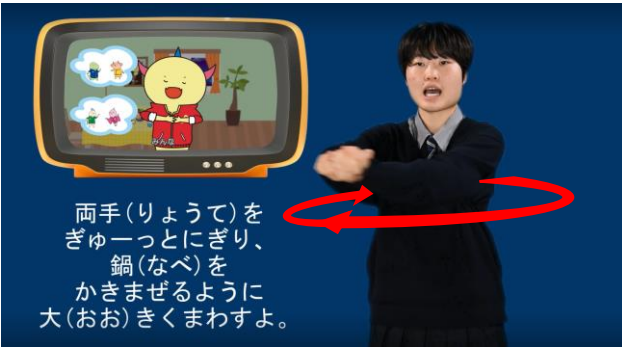 みんな
両手(りょうて)を
ぎゅーっとにぎり、
鍋(なべ)を
かきまぜるように
大(おお)きくまわすよ。